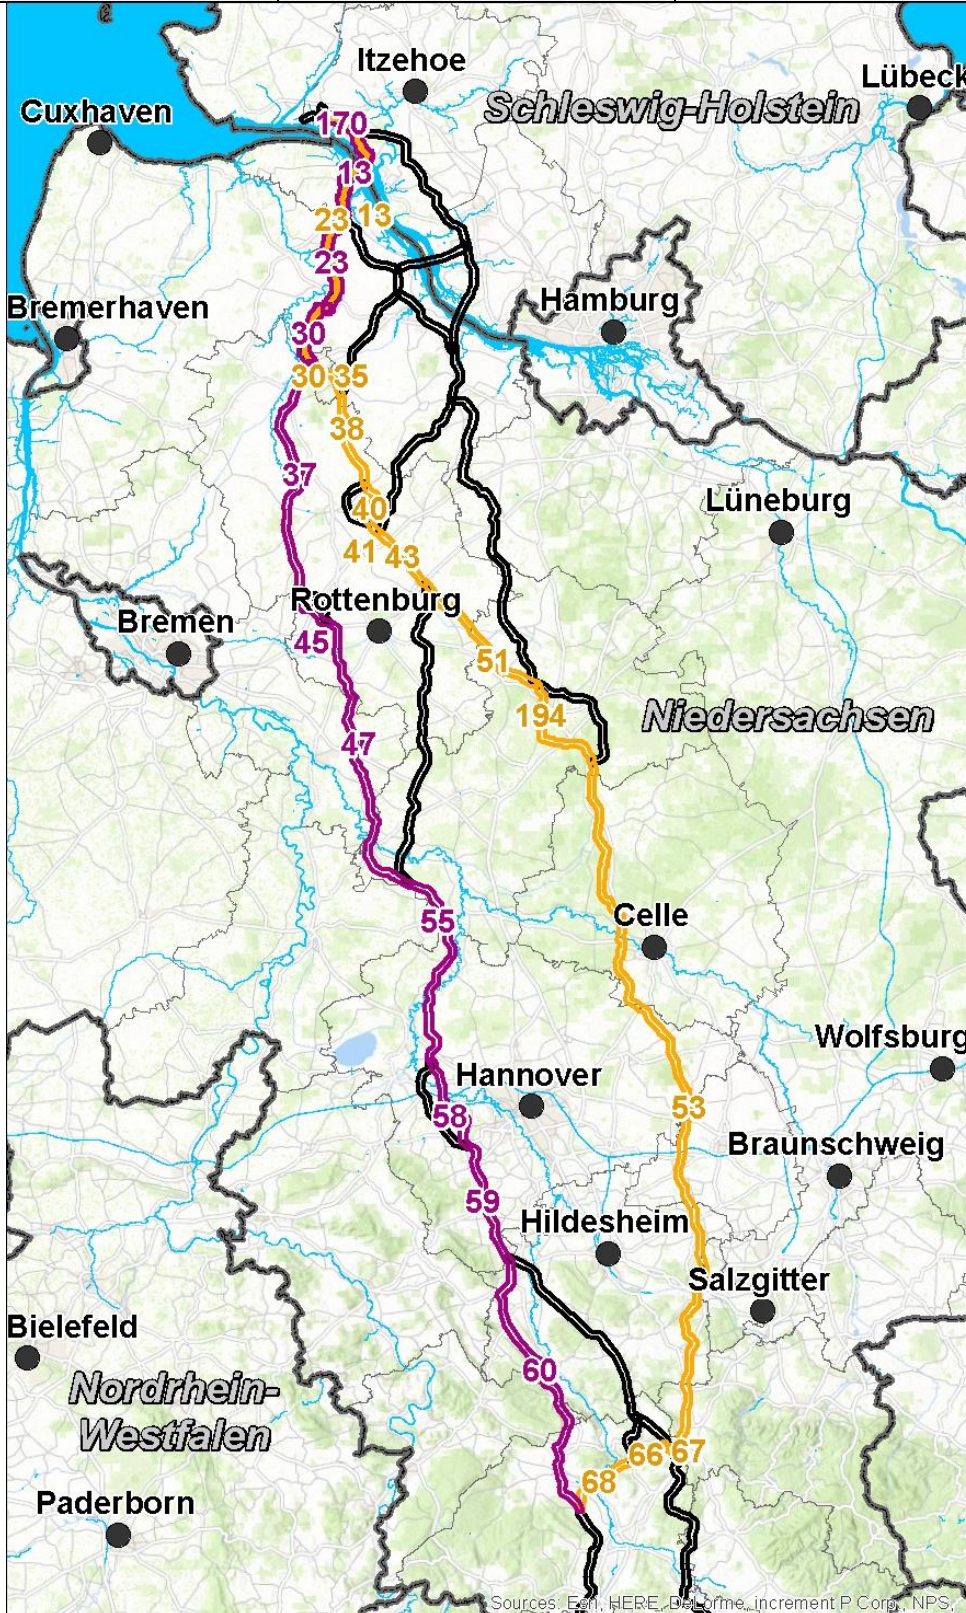 Itzehoe
Lübeck
Schleswig-Holstein
Cuxhaven
170
13
23
13
23
Bremerhaven
Hamburg
30
30
35
38
37
Lüneburg
40
41
43
Rottenburg
Bremen
45
51
194
Niedersachsen
47
Celle
55
Wolfsburg
Hannover
53
58
Braunschweig
59
Hildesheim
Salzgitter
Bielefeld
60
Nordrhein-
Westfalen
66
67
68
Paderborn
Sources: Esri, HERE, DeLorme, increment P Corp., NPS,